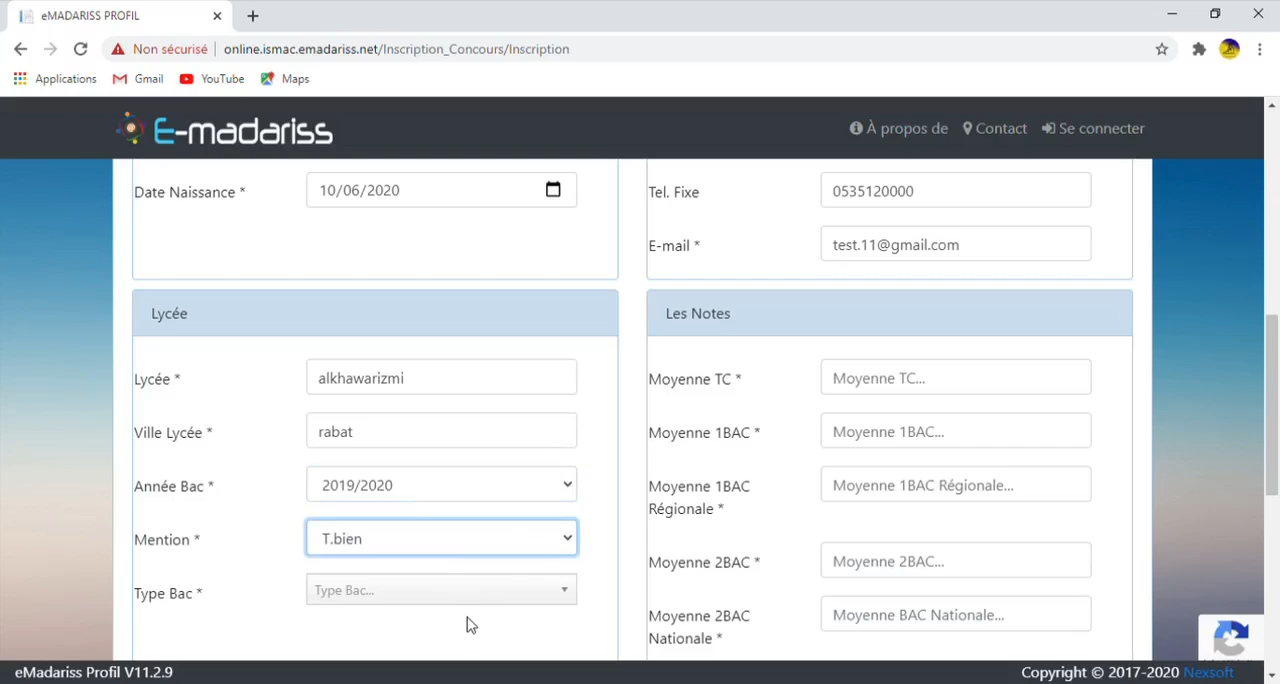 eMADARISS PROFIL
Non sécurisé | online.ismac.emadariss.net/Inscription_Concours/Inscription
Applications Gmail YouTube Maps
E-madariss À propos de Contact Se connecter
Date Naissance * 10/06/2020
Tel. Fixe 0535120000
E-mail * test.11@gmail.com
Lycée
Lycée * alkhawarizmi
Ville Lycée * rabat
Année Bac * 2019/2020
Mention * T.bien
Type Bac * Type Bac...
Les Notes
Moyenne TC * Moyenne TC...
Moyenne 1BAC * Moyenne 1BAC...
Moyenne 1BAC Moyenne 1BAC Régionale...
Régionale *
Moyenne 2BAC * Moyenne 2BAC...
Moyenne 2BAC Moyenne BAC Nationale...
Nationale *
eMadariss Profil V11.2.9 Copyright © 2017-2020 Nexsoft